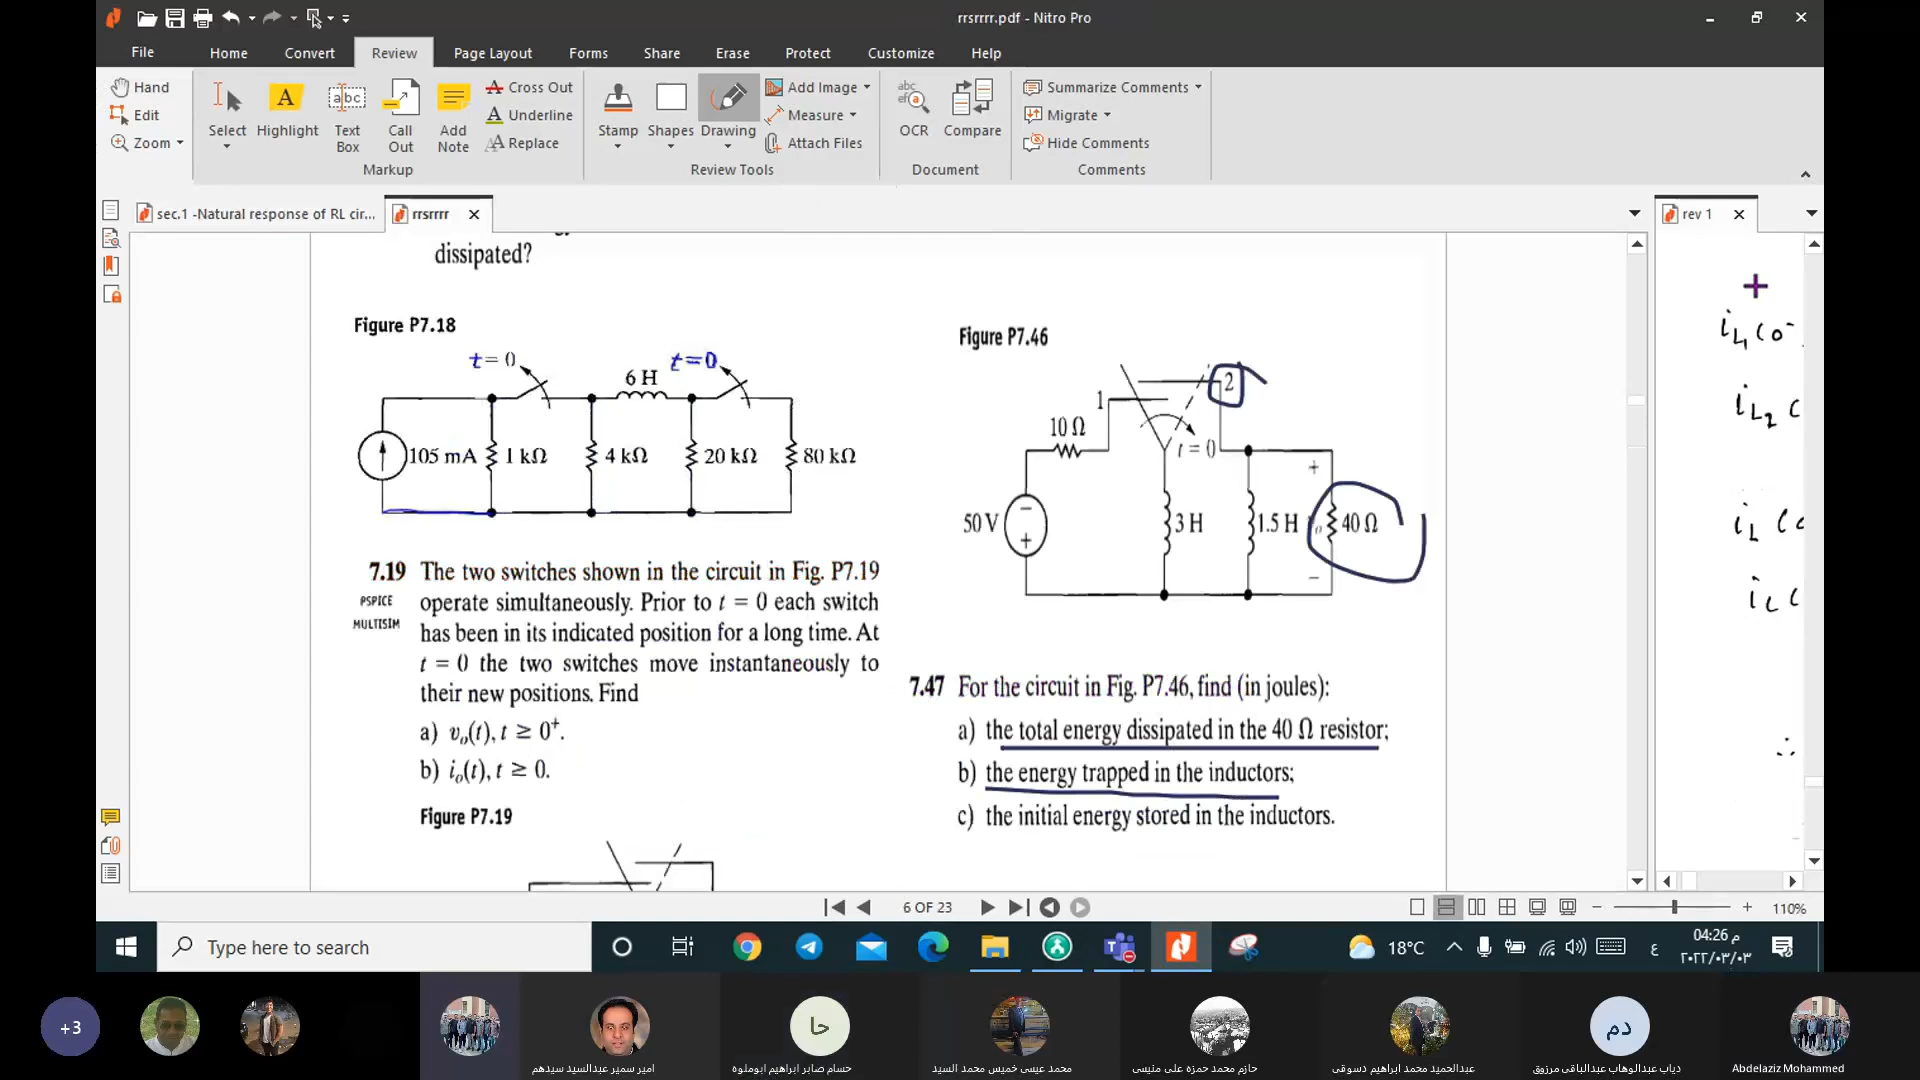 rrsrrrr.pdf - Nitro Pro
File Home Convert Review Page Layout Forms Share Erase Protect Customize Help
Hand
Edit
Zoom
Select
Highlight
Text Box
Call Out
Add Note
Cross Out
Underline
Replace
Markup
Stamp
Shapes
Drawing
Add Image
Measure
Attach Files
Review Tools
OCR
Compare
Document
Summarize Comments
Migrate
Hide Comments
Comments
sec.1 -Natural response of RL cir...
rrsrrrr
rev 1
dissipated?
Figure P7.18
t = 0
t = 0
6 H
105 mA
1 kΩ
4 kΩ
20 kΩ
80 kΩ
7.19 The two switches shown in the circuit in Fig. P7.19
PSPICE
MULTISIM
operate simultaneously. Prior to t = 0 each switch
has been in its indicated position for a long time. At
t = 0 the two switches move instantaneously to
their new positions. Find
a) vₒ(t), t ≥ 0⁺.
b) iₒ(t), t ≥ 0.
Figure P7.19
Figure P7.46
2
1
10 Ω
t = 0
+
50 V
−
+
3 H
1.5 H
40 Ω
−
7.47 For the circuit in Fig. P7.46, find (in joules):
a) the total energy dissipated in the 40 Ω resistor;
b) the energy trapped in the inductors;
c) the initial energy stored in the inductors.
6 OF 23
110%
Type here to search
18°C
ع
04:26 م
٢٠٢٢/٠٣/٠٣
+3
حا
دم
امير سمير عبدالسيد سيدهم
حسام صابر ابراهيم ابوملوه
محمد عيسى خميس محمد السيد
حازم محمد حمزه على منيسى
عبدالحميد محمد ابراهيم دسوقى
دياب عبدالوهاب عبدالباقى مرزوق
Abdelaziz Mohammed